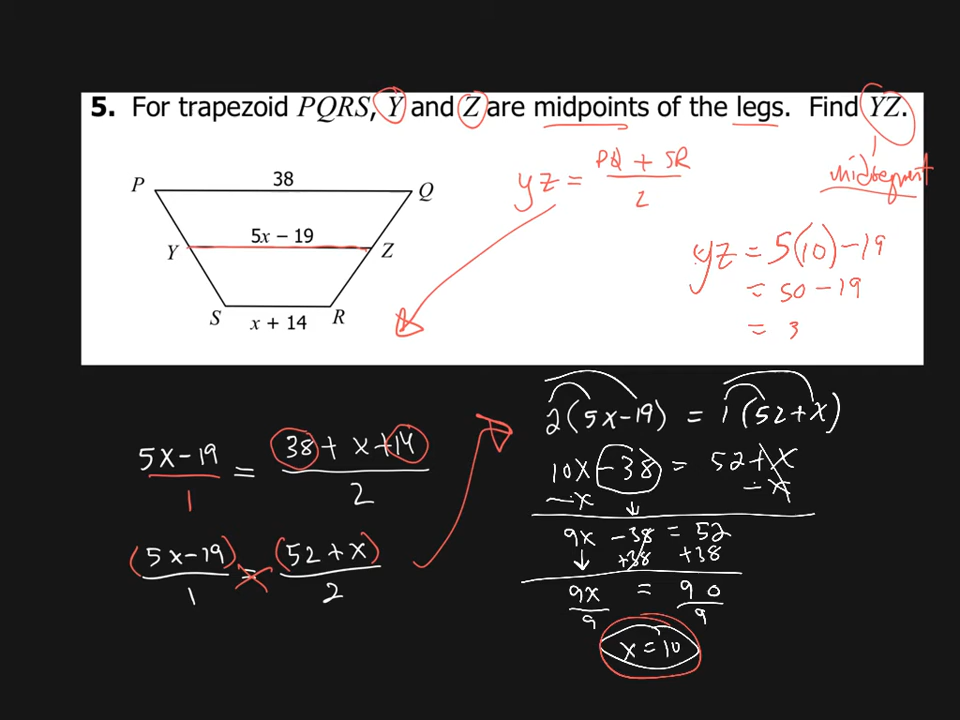 5. For trapezoid PQRS, Y and Z are midpoints of the legs. Find YZ.
midsegment
P
38
Q
YZ = PQ + SR / 2
Y
5x − 19
Z
S
x + 14
R
YZ = 5(10) − 19
= 50 − 19
= 3
5x − 19 / 1 = 38 + x + 14 / 2
(5x − 19) / 1 = (52 + x) / 2
2(5x − 19) = 1(52 + x)
10x − 38 = 52 + x
− x − x
9x − 38 = 52
+38 +38
9x / 9 = 90 / 9
x = 10